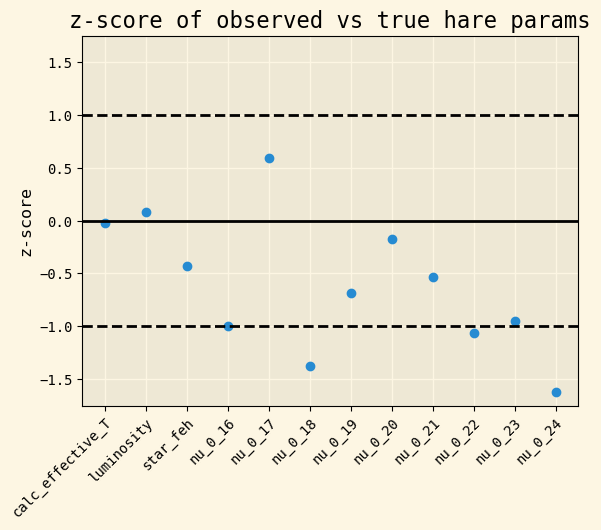 z-score of observed vs true hare params
z-score
1.5
1.0
0.5
0.0
−0.5
−1.0
−1.5
calc_effective_T
luminosity
star_feh
nu_0_16
nu_0_17
nu_0_18
nu_0_19
nu_0_20
nu_0_21
nu_0_22
nu_0_23
nu_0_24